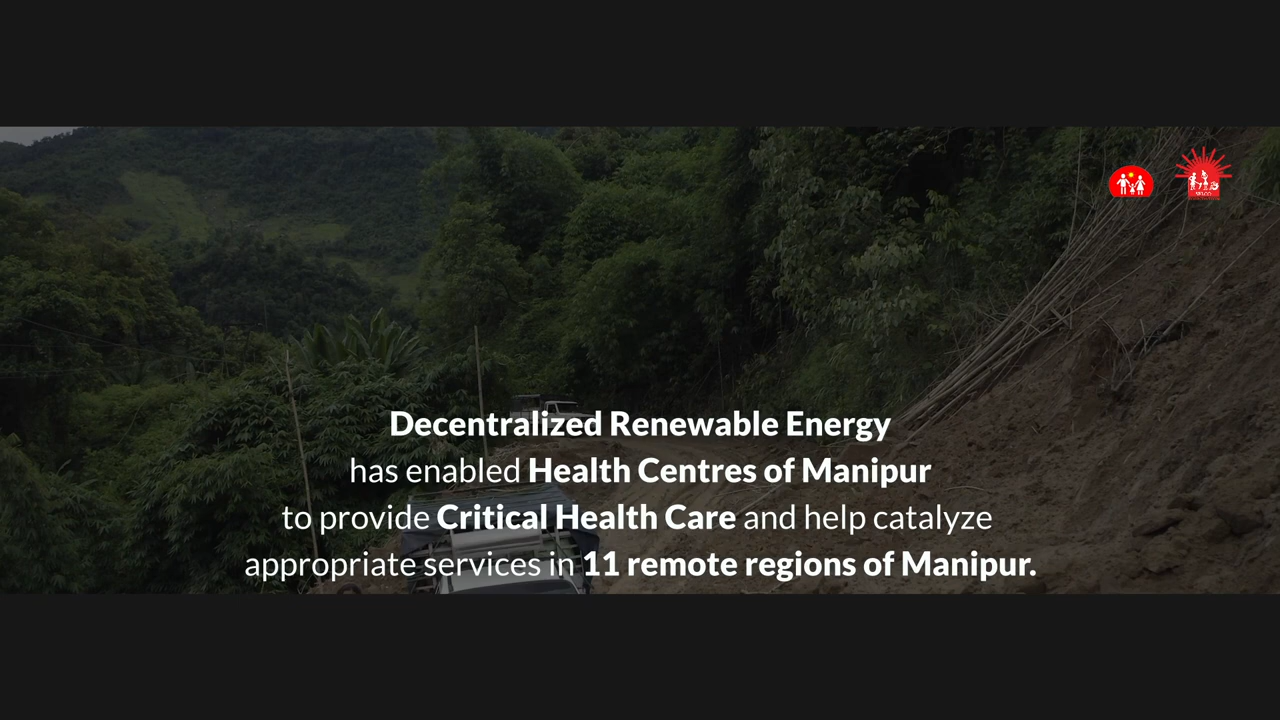 Decentralized Renewable Energy
has enabled Health Centres of Manipur
to provide Critical Health Care and help catalyze
appropriate services in 11 remote regions of Manipur.